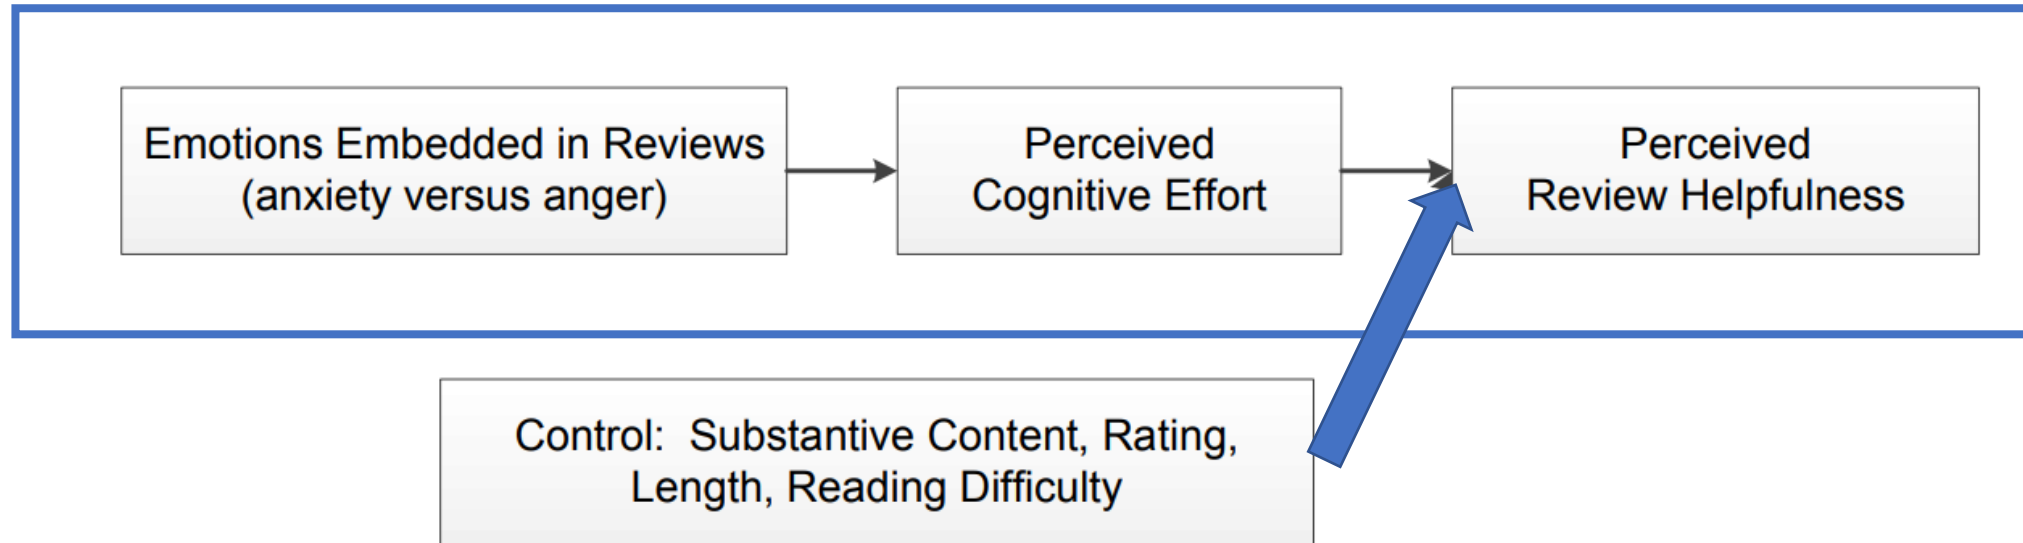 Emotions Embedded in Reviews
(anxiety versus anger)
Perceived
Cognitive Effort
Perceived
Review Helpfulness
Control: Substantive Content, Rating,
Length, Reading Difficulty